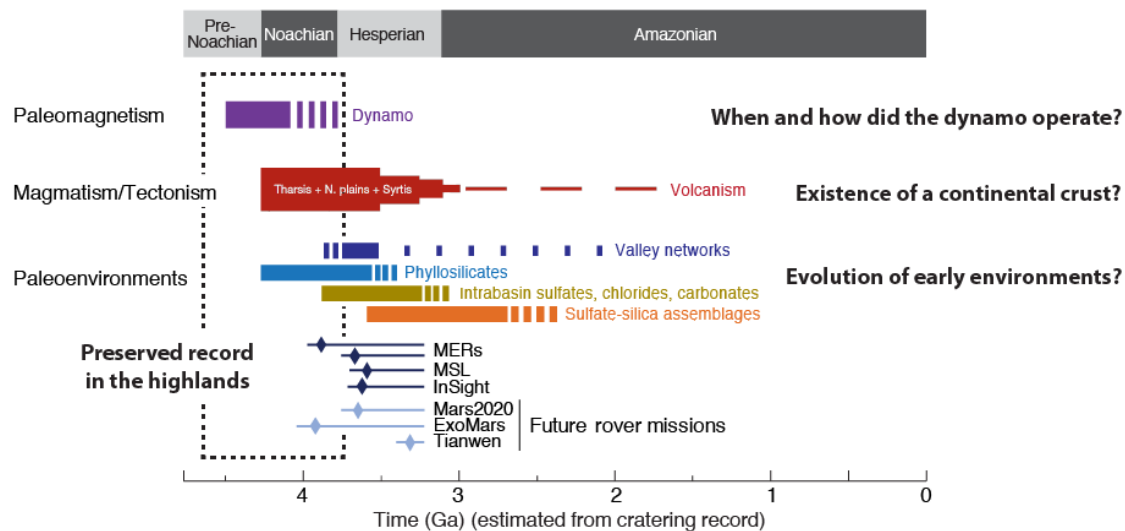 Pre-
Noachian
Noachian
Hesperian
Amazonian
Paleomagnetism
Dynamo
When and how did the dynamo operate?
Magmatism/Tectonism
Tharsis + N. plains + Syrtis
Volcanism
Existence of a continental crust?
Valley networks
Paleoenvironments
Phyllosilicates
Evolution of early environments?
Intrabasin sulfates, chlorides, carbonates
Sulfate-silica assemblages
Preserved record
in the highlands
MERs
MSL
InSight
Mars2020
ExoMars
Tianwen
Future rover missions
4
3
2
1
0
Time (Ga) (estimated from cratering record)